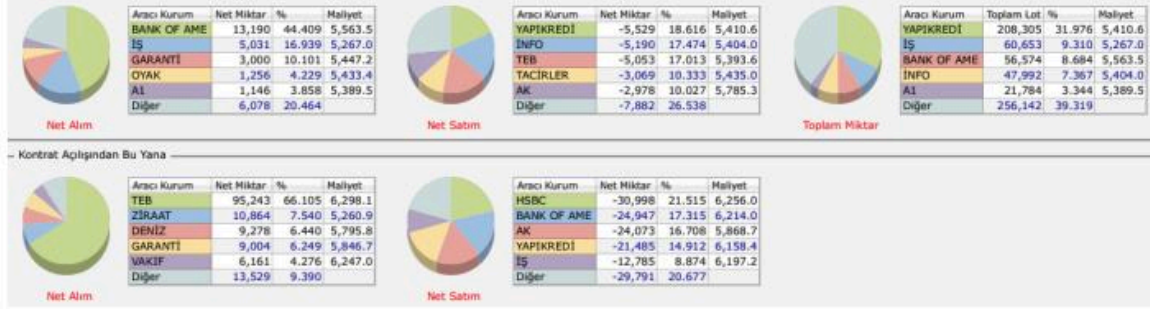 Aracı Kurum Net Miktar % Maliyet
BANK OF AME 13,190 44.409 5,563.5
İŞ 5,031 16.939 5,267.0
GARANTİ 3,000 10.101 5,447.2
OYAK 1,256 4.229 5,433.4
A1 1,146 3.858 5,389.5
Diğer 6,078 20.464
Net Alım
Aracı Kurum Net Miktar % Maliyet
YAPIKREDİ -5,529 18.616 5,410.6
İNFO -5,190 17.474 5,404.0
TEB -5,053 17.013 5,393.6
TACİRLER -3,069 10.333 5,435.0
AK -2,978 10.027 5,785.3
Diğer -7,882 26.538
Net Satım
Aracı Kurum Toplam Lot % Maliyet
YAPIKREDİ 208,305 31.976 5,410.6
İŞ 60,653 9.310 5,267.0
BANK OF AME 56,574 8.684 5,563.5
İNFO 47,992 7.367 5,404.0
A1 21,784 3.344 5,389.5
Diğer 256,142 39.319
Toplam Miktar
Kontrat Açılışından Bu Yana
Aracı Kurum Net Miktar % Maliyet
TEB 95,243 66.105 6,298.1
ZİRAAT 10,864 7.540 5,260.9
DENİZ 9,278 6.440 5,795.8
GARANTİ 9,004 6.249 5,846.7
VAKIF 6,161 4.276 6,247.0
Diğer 13,529 9.390
Net Alım
Aracı Kurum Net Miktar % Maliyet
HSBC -30,998 21.515 6,256.0
BANK OF AME -24,947 17.315 6,214.0
AK -24,073 16.708 5,868.7
YAPIKREDİ -21,485 14.912 6,158.4
İŞ -12,785 8.874 6,197.2
Diğer -29,791 20.677
Net Satım